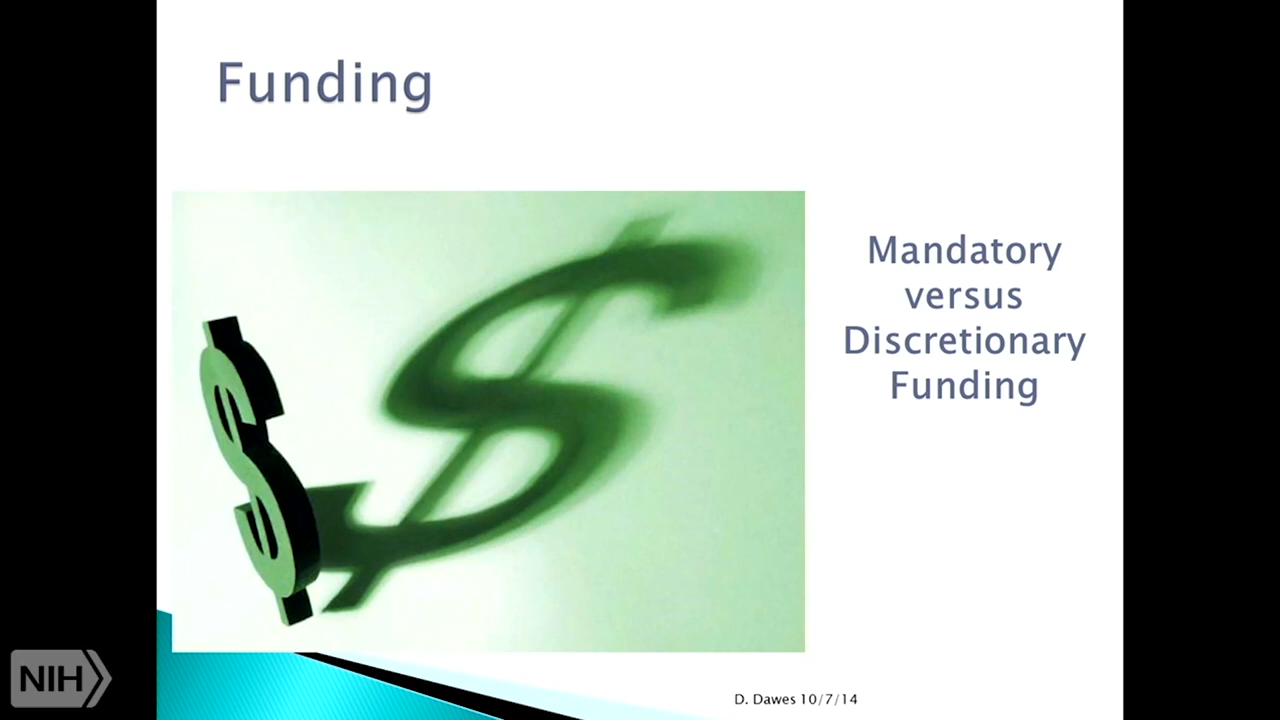 Funding
Mandatory
versus
Discretionary
Funding
NIH
D. Dawes 10/7/14